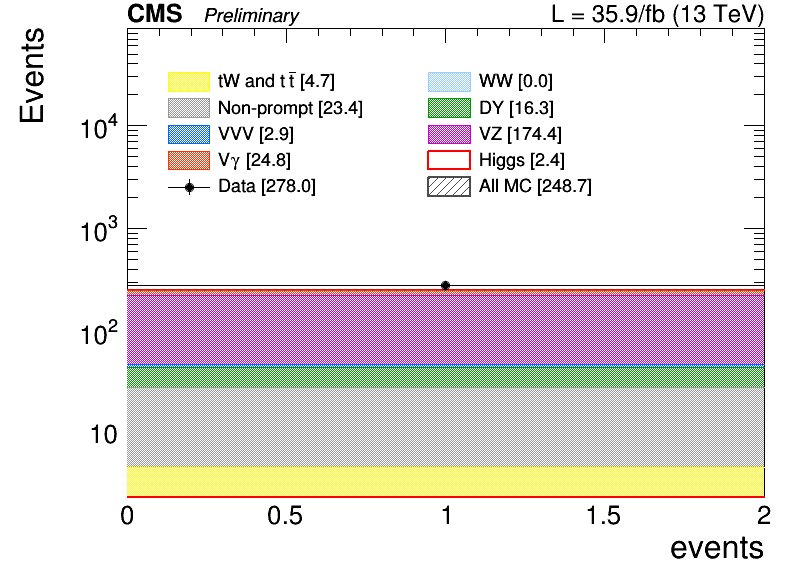 CMS Preliminary L = 35.9/fb (13 TeV)
Events
tW and t t̅ [4.7] WW [0.0]
Non-prompt [23.4] DY [16.3]
VVV [2.9] VZ [174.4]
Vγ [24.8] Higgs [2.4]
Data [278.0] All MC [248.7]
10⁴
10³
10²
10
0 0.5 1 1.5 2
events